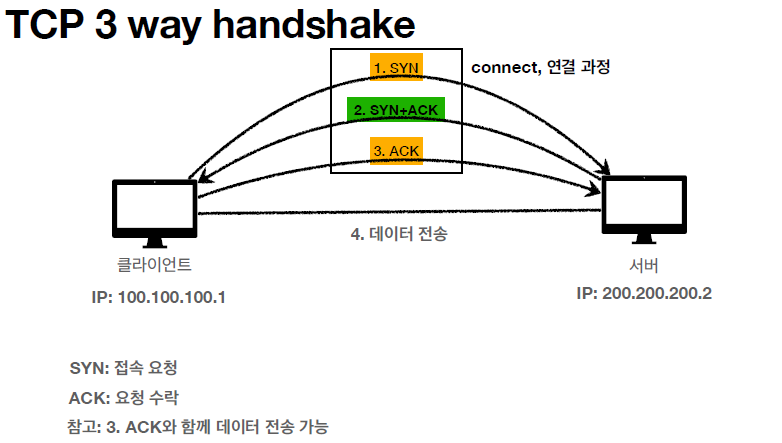 TCP 3 way handshake
1. SYN
connect, 연결 과정
2. SYN+ACK
3. ACK
4. 데이터 전송
클라이언트
서버
IP: 100.100.100.1
IP: 200.200.200.2
SYN: 접속 요청
ACK: 요청 수락
참고: 3. ACK와 함께 데이터 전송 가능